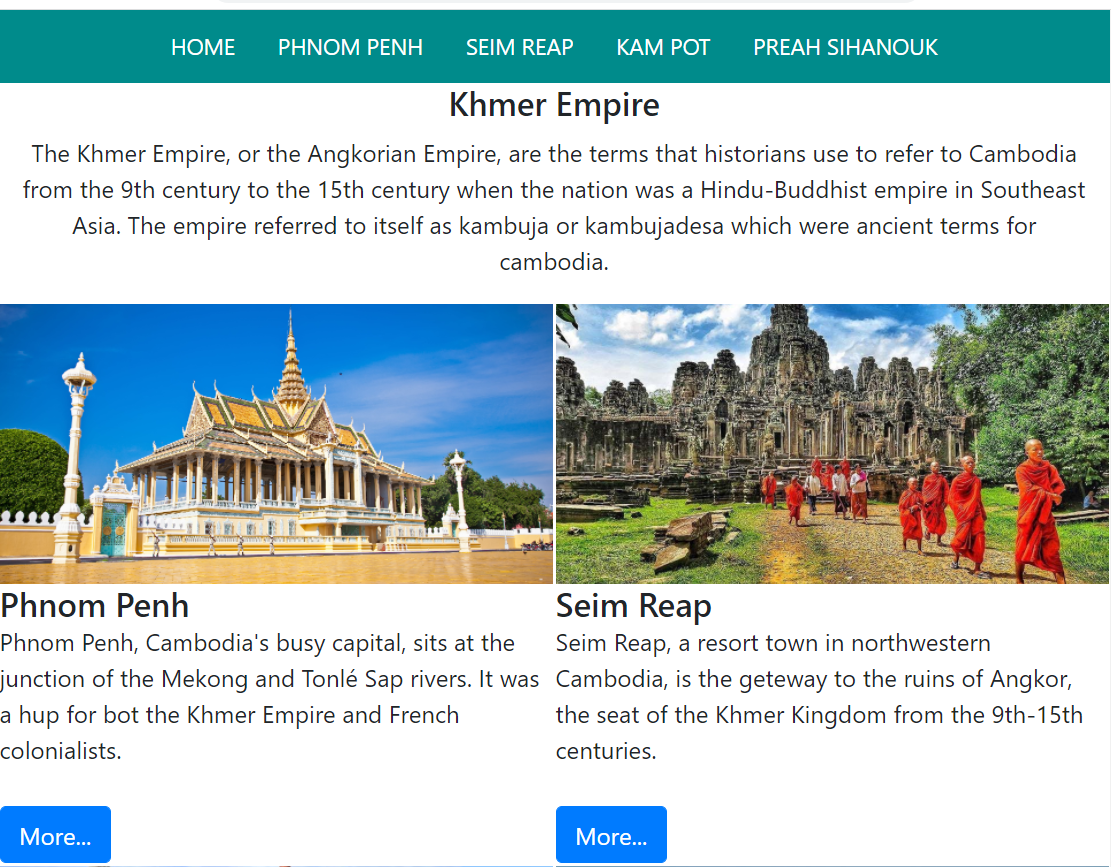 HOME PHNOM PENH SEIM REAP KAM POT PREAH SIHANOUK
Khmer Empire
The Khmer Empire, or the Angkorian Empire, are the terms that historians use to refer to Cambodia
from the 9th century to the 15th century when the nation was a Hindu-Buddhist empire in Southeast
Asia. The empire referred to itself as kambuja or kambujadesa which were ancient terms for
cambodia.
Phnom Penh
Phnom Penh, Cambodia's busy capital, sits at the
junction of the Mekong and Tonlé Sap rivers. It was
a hup for bot the Khmer Empire and French
colonialists.
More...
Seim Reap
Seim Reap, a resort town in northwestern
Cambodia, is the geteway to the ruins of Angkor,
the seat of the Khmer Kingdom from the 9th-15th
centuries.
More...